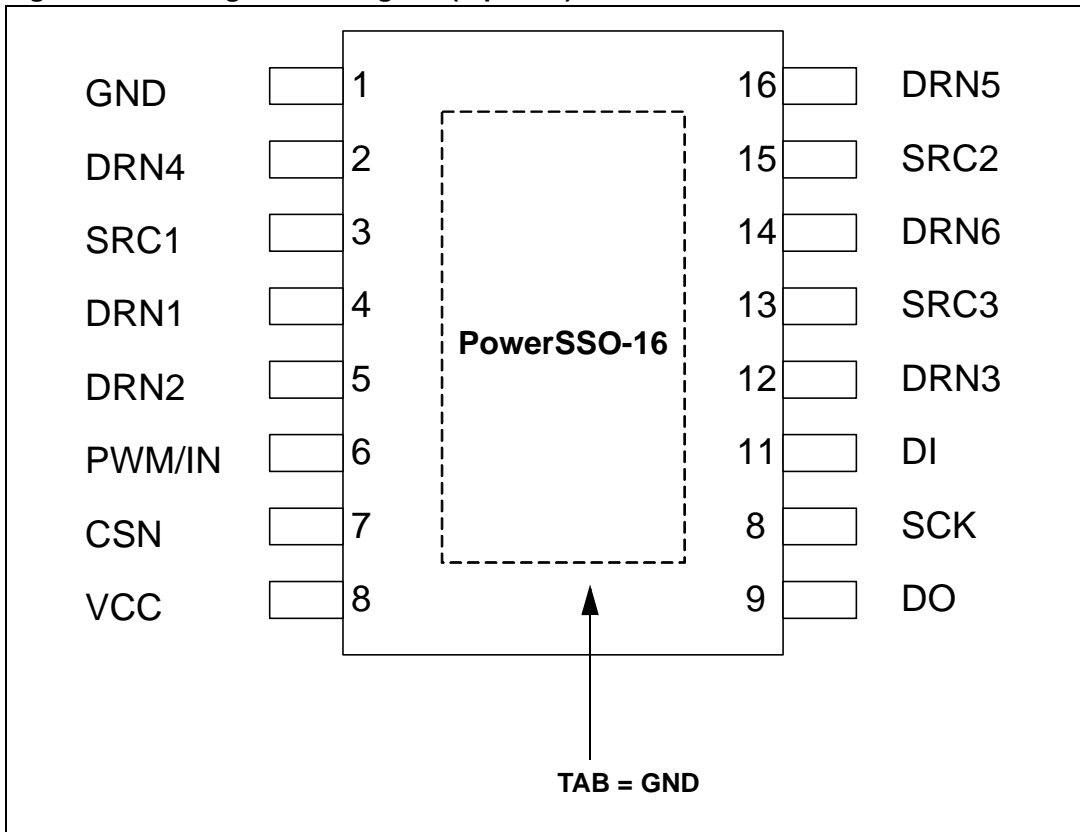 GND 1 16 DRN5
DRN4 2 15 SRC2
SRC1 3 14 DRN6
DRN1 4 13 SRC3
PowerSSO-16
DRN2 5 12 DRN3
PWM/IN 6 11 DI
CSN 7 8 SCK
VCC 8 9 DO
TAB = GND